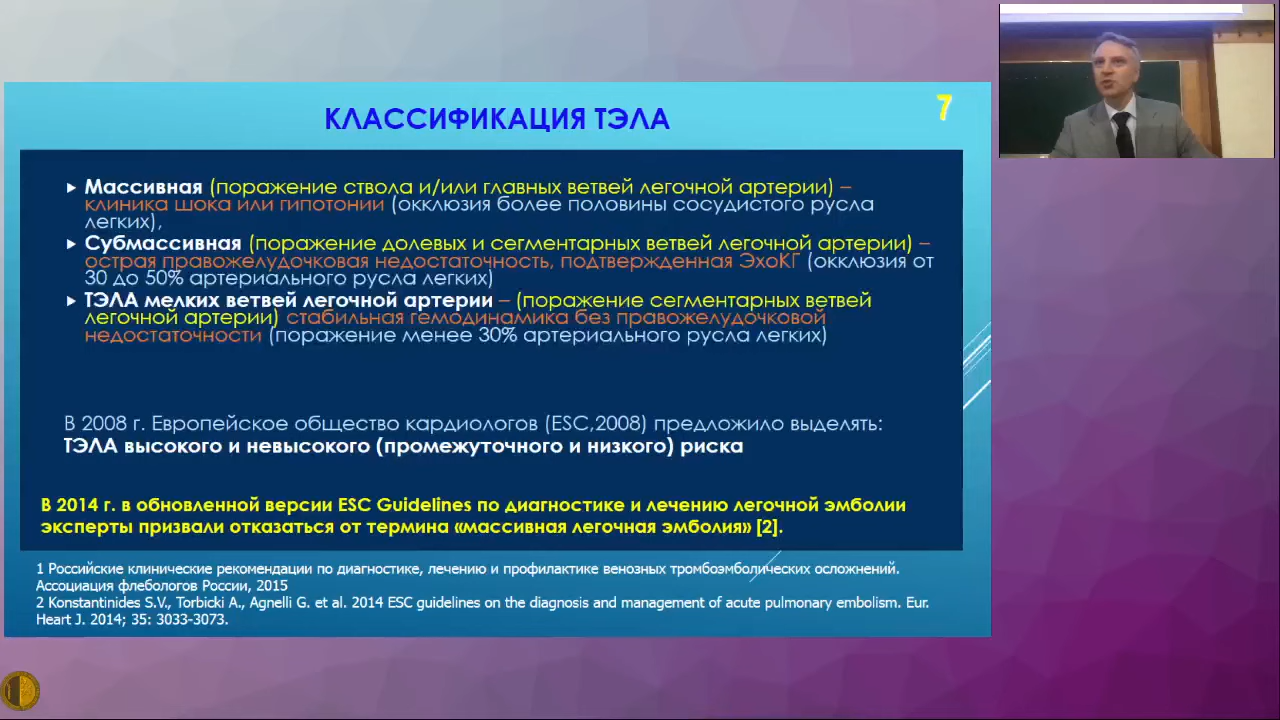 КЛАССИФИКАЦИЯ ТЭЛА
7
Массивная (поражение ствола и/или главных ветвей легочной артерии) –
клиника шока или гипотонии (окклюзия более половины сосудистого русла
легких),
Субмассивная (поражение долевых и сегментарных ветвей легочной артерии) –
острая правожелудочковая недостаточность, подтвержденная ЭхоКГ (окклюзия от
30 до 50% артериального русла легких)
ТЭЛА мелких ветвей легочной артерии – (поражение сегментарных ветвей
легочной артерии) стабильная гемодинамика без правожелудочковой
недостаточности (поражение менее 30% артериального русла легких)
В 2008 г. Европейское общество кардиологов (ESC,2008) предложило выделять:
ТЭЛА высокого и невысокого (промежуточного и низкого) риска
В 2014 г. в обновленной версии ESC Guidelines по диагностике и лечению легочной эмболии
эксперты призвали отказаться от термина «массивная легочная эмболия» [2].
1 Российские клинические рекомендации по диагностике, лечению и профилактике венозных тромбоэмболических осложнений.
Ассоциация флебологов России, 2015
2 Konstantinides S.V., Torbicki A., Agnelli G. et al. 2014 ESC guidelines on the diagnosis and management of acute pulmonary embolism. Eur.
Heart J. 2014; 35: 3033-3073.